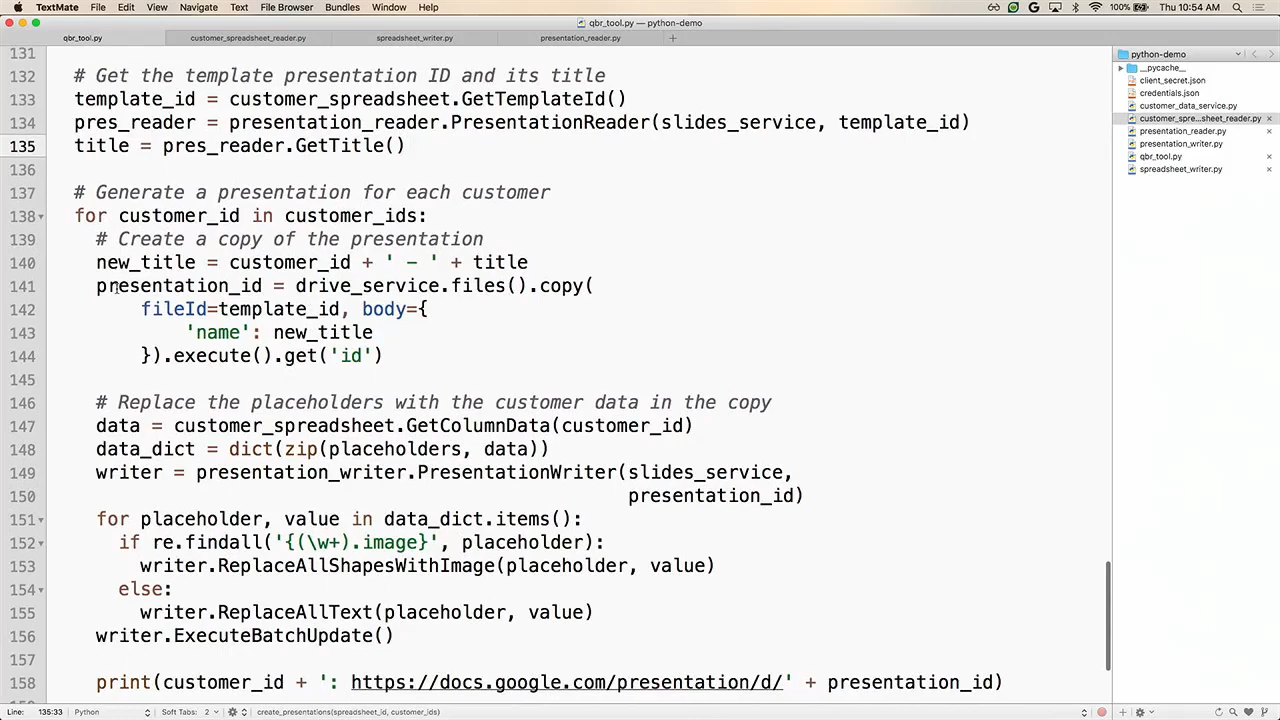 TextMate File Edit View Navigate Text File Browser Bundles Window Help 100% Thu 10:54 AM
qbr_tool.py — python-demo
qbr_tool.py customer_spreadsheet_reader.py spreadsheet_writer.py presentation_reader.py +
131
132 # Get the template presentation ID and its title
133 template_id = customer_spreadsheet.GetTemplateId()
134 pres_reader = presentation_reader.PresentationReader(slides_service, template_id)
135 title = pres_reader.GetTitle()
136
137 # Generate a presentation for each customer
138 for customer_id in customer_ids:
139 # Create a copy of the presentation
140 new_title = customer_id + ' – ' + title
141 presentation_id = drive_service.files().copy(
142 fileId=template_id, body={
143 'name': new_title
144 }).execute().get('id')
145
146 # Replace the placeholders with the customer data in the copy
147 data = customer_spreadsheet.GetColumnData(customer_id)
148 data_dict = dict(zip(placeholders, data))
149 writer = presentation_writer.PresentationWriter(slides_service,
150 presentation_id)
151 for placeholder, value in data_dict.items():
152 if re.findall('{(\w+).image}', placeholder):
153 writer.ReplaceAllShapesWithImage(placeholder, value)
154 else:
155 writer.ReplaceAllText(placeholder, value)
156 writer.ExecuteBatchUpdate()
157
158 print(customer_id + ': https://docs.google.com/presentation/d/' + presentation_id)
python-demo
__pycache__
client_secret.json
credentials.json
customer_data_service.py
customer_spre...sheet_reader.py
presentation_reader.py
presentation_writer.py
qbr_tool.py
spreadsheet_writer.py
Line: 135:33 Python Soft Tabs: 2 create_presentations(spreadsheet_id, customer_ids)